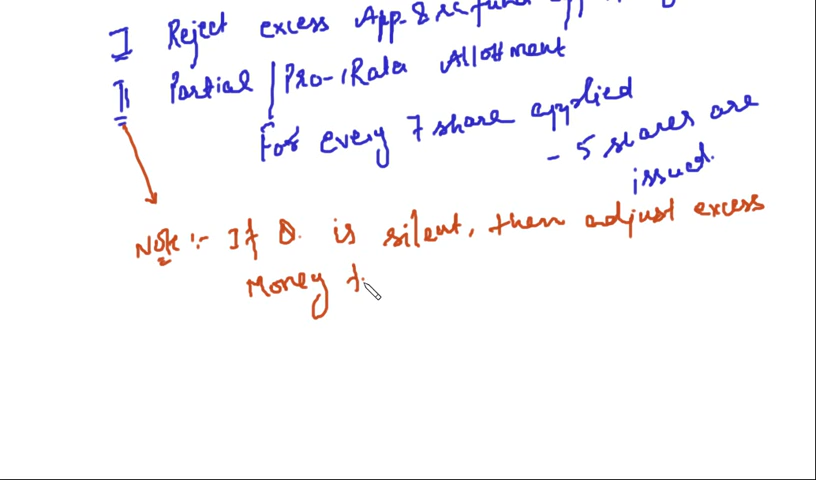 I Reject excess App. & refund
II Partial | Pro-Rata Allotment
For every 7 share applied
- 5 shares are
issued.
Note :- If Q. is silent, then adjust excess
Money t